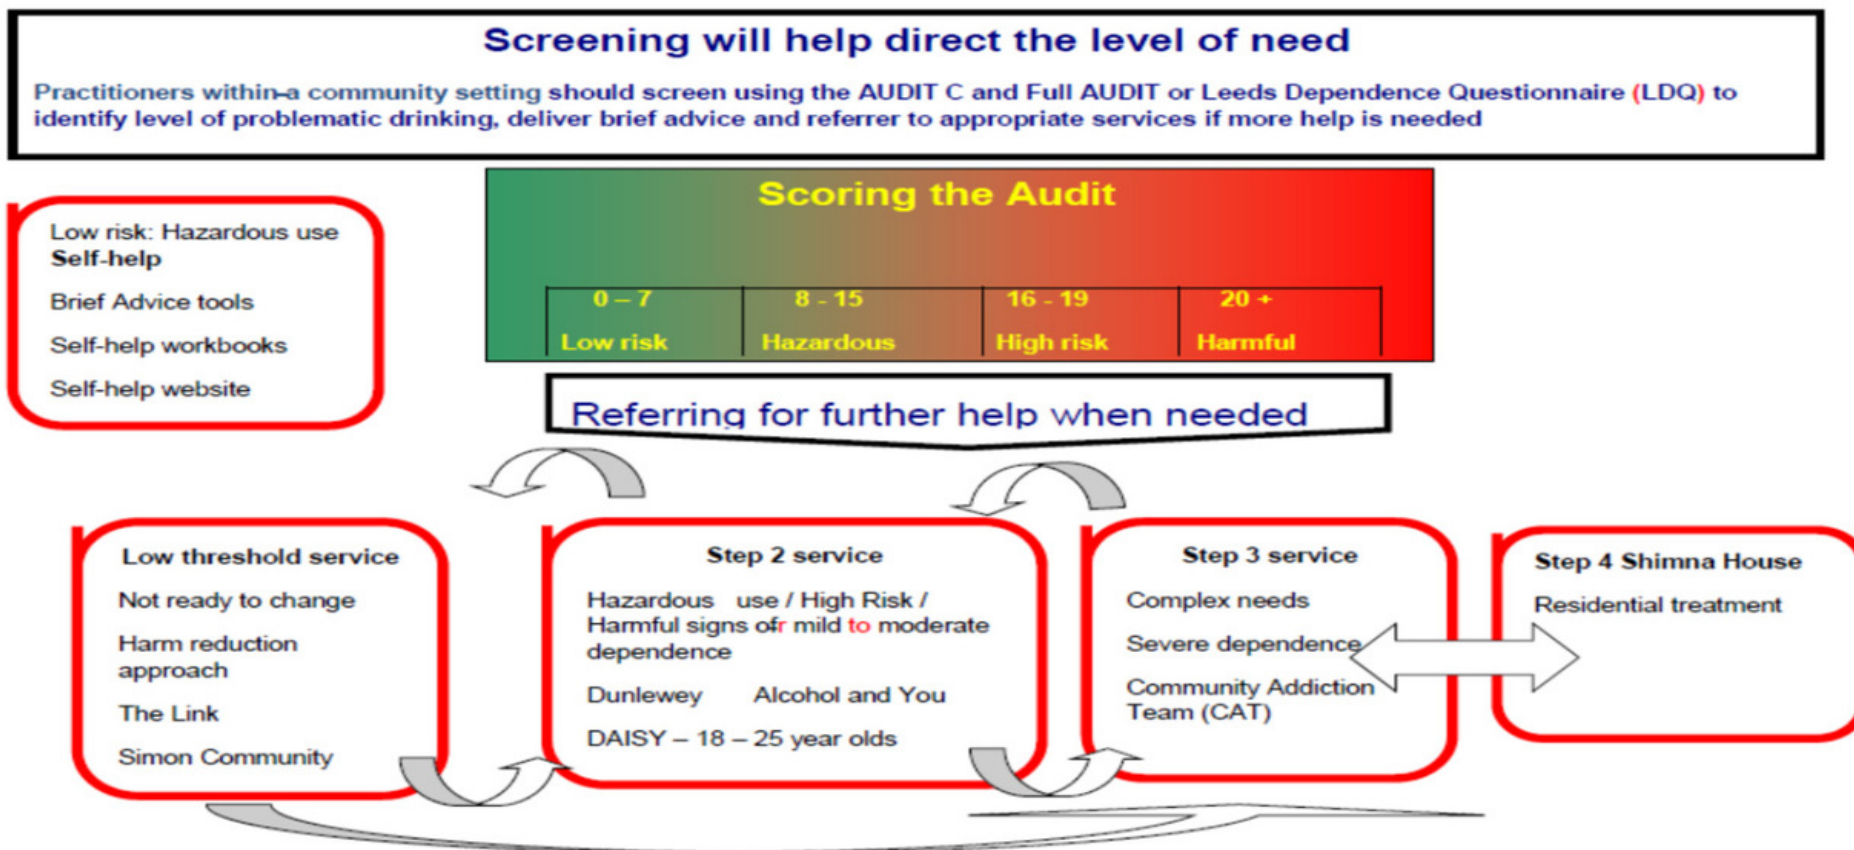 Screening will help direct the level of need
Practitioners within a community setting should screen using the AUDIT C and Full AUDIT or Leeds Dependence Questionnaire (LDQ) to
identify level of problematic drinking, deliver brief advice and referrer to appropriate services if more help is needed
Low risk: Hazardous use
Self-help
Brief Advice tools
Self-help workbooks
Self-help website
Scoring the Audit
0 – 7 8 - 15 16 - 19 20 +
Low risk Hazardous High risk Harmful
Referring for further help when needed
Low threshold service
Not ready to change
Harm reduction
approach
The Link
Simon Community
Step 2 service
Hazardous use / High Risk /
Harmful signs ofr mild to moderate
dependence
Dunlewey Alcohol and You
DAISY – 18 – 25 year olds
Step 3 service
Complex needs
Severe dependence
Community Addiction
Team (CAT)
Step 4 Shimna House
Residential treatment